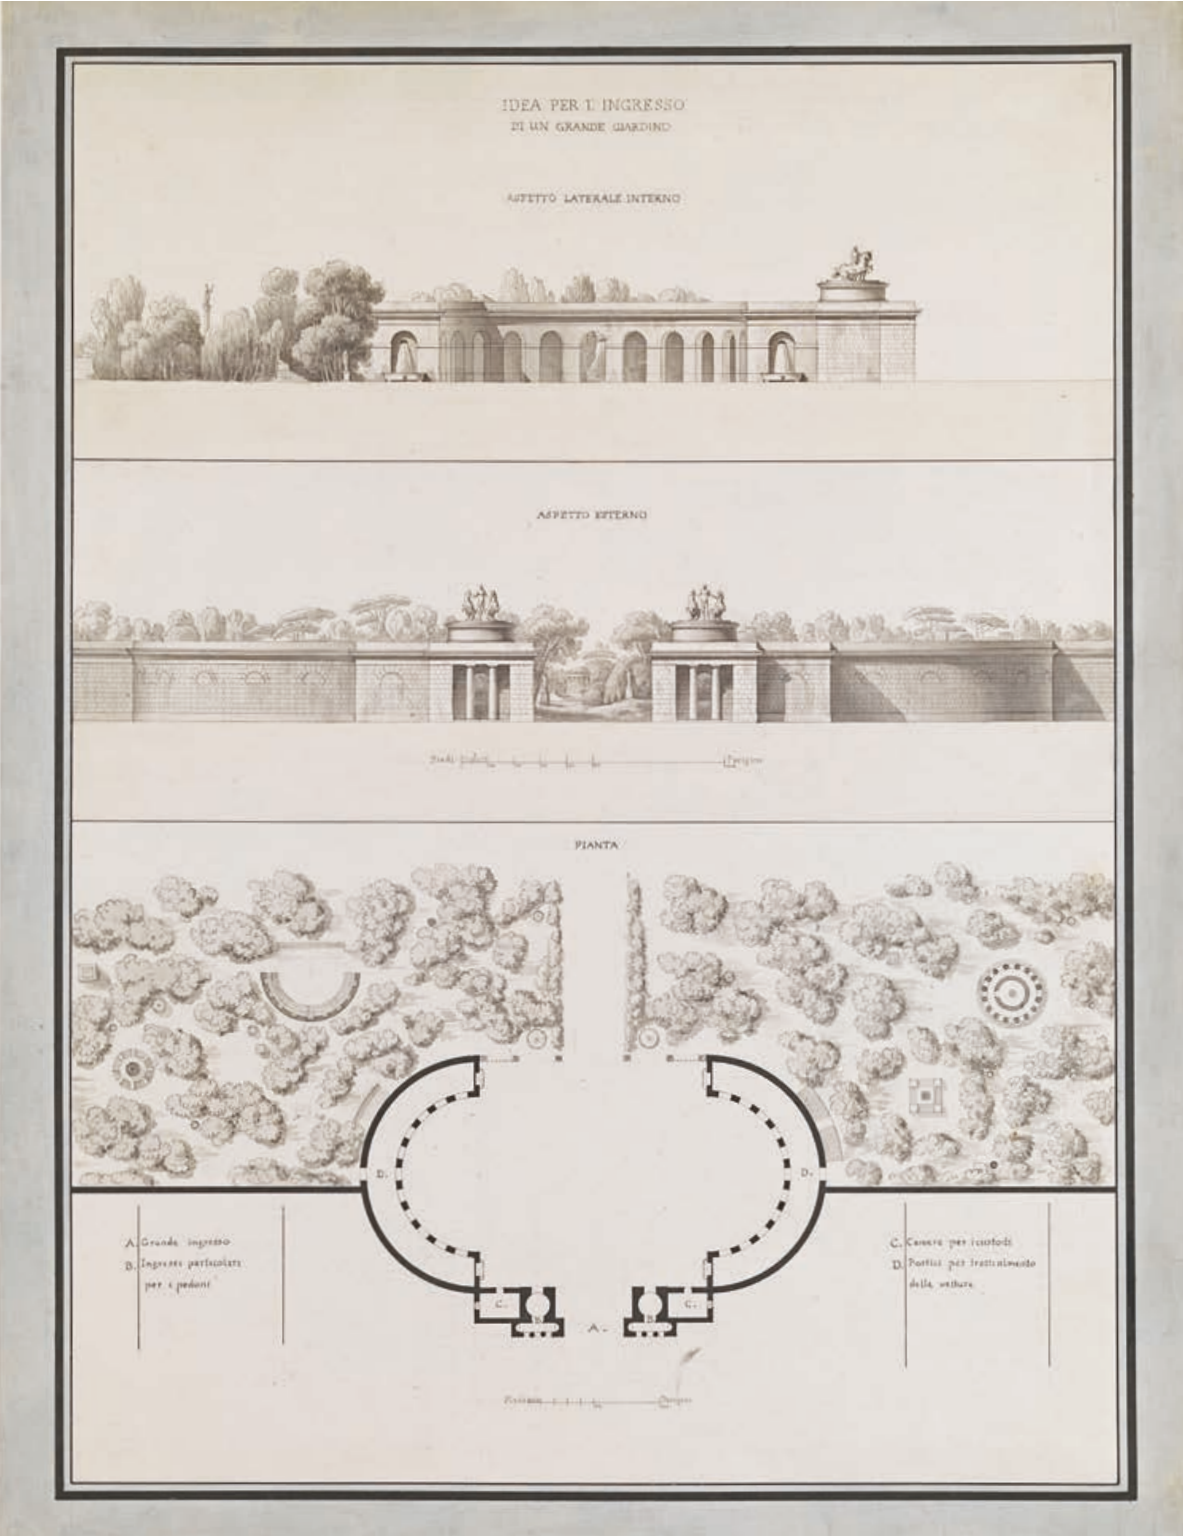 IDEA PER L'INGRESSO
DI UN GRANDE GIARDINO
ASPETTO LATERALE INTERNO
ASPETTO ESTERNO
Parigini
PIANTA
D.
D.
A. Grande ingresso
B. Ingressi particolari
per i pedoni
C. Camere per i custodi
D. Portici per trattenimento
delle vetture
C.
B.
A.
B.
C.